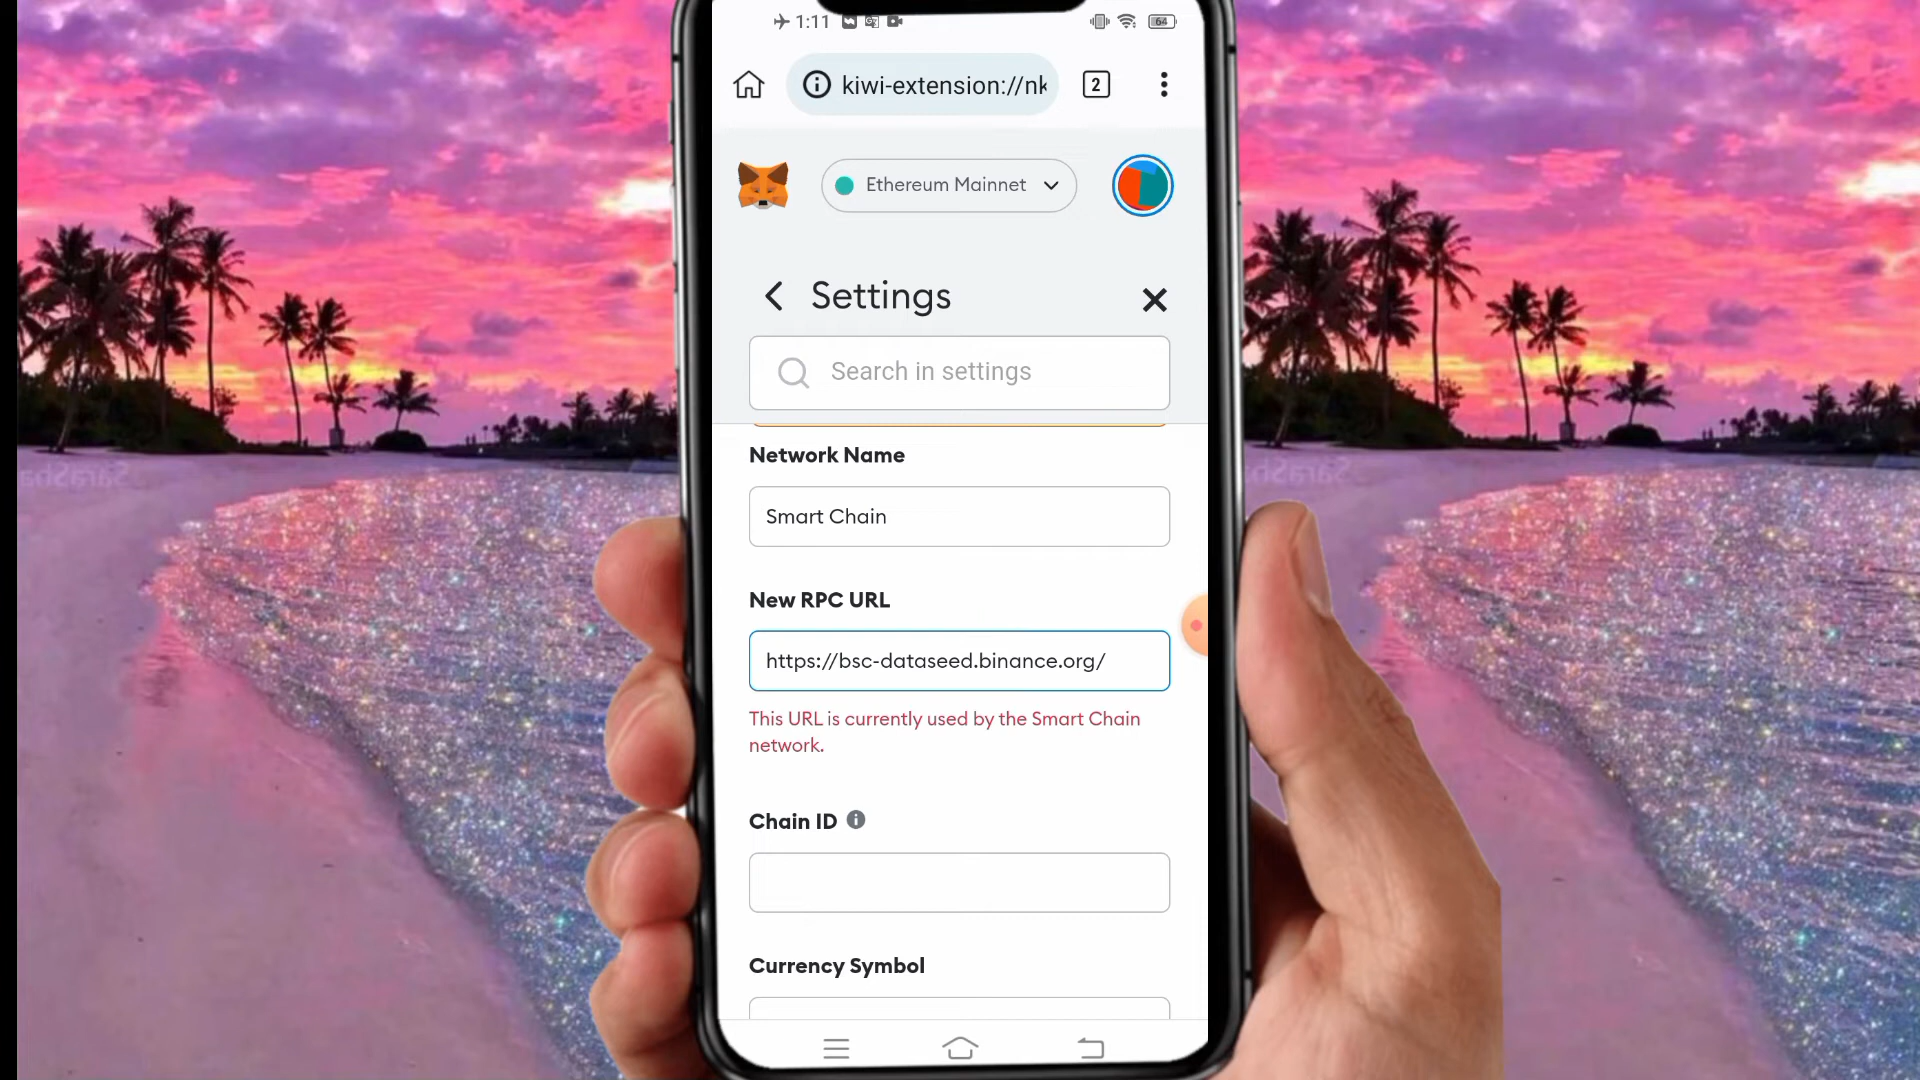 1:11
64
kiwi-extension://nk
2
Ethereum Mainnet
Settings
Search in settings
Network Name
Smart Chain
New RPC URL
https://bsc-dataseed.binance.org/
This URL is currently used by the Smart Chain
network.
Chain ID
Currency Symbol